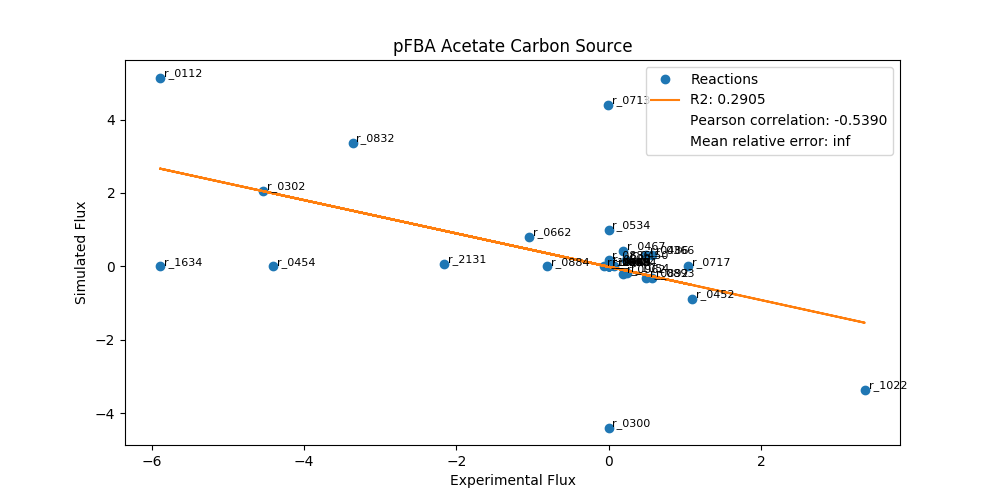 pFBA Acetate Carbon Source
Reactions
R2: 0.2905
Pearson correlation: -0.5390
Mean relative error: inf
r_0112
r_0713
r_0832
r_0302
r_0534
r_0662
r_0467
r_1634
r_0454
r_2131
r_0884
r_0717
r_0452
r_1022
r_0300
4
2
0
−2
−4
−6
−4
−2
0
2
Simulated Flux
Experimental Flux